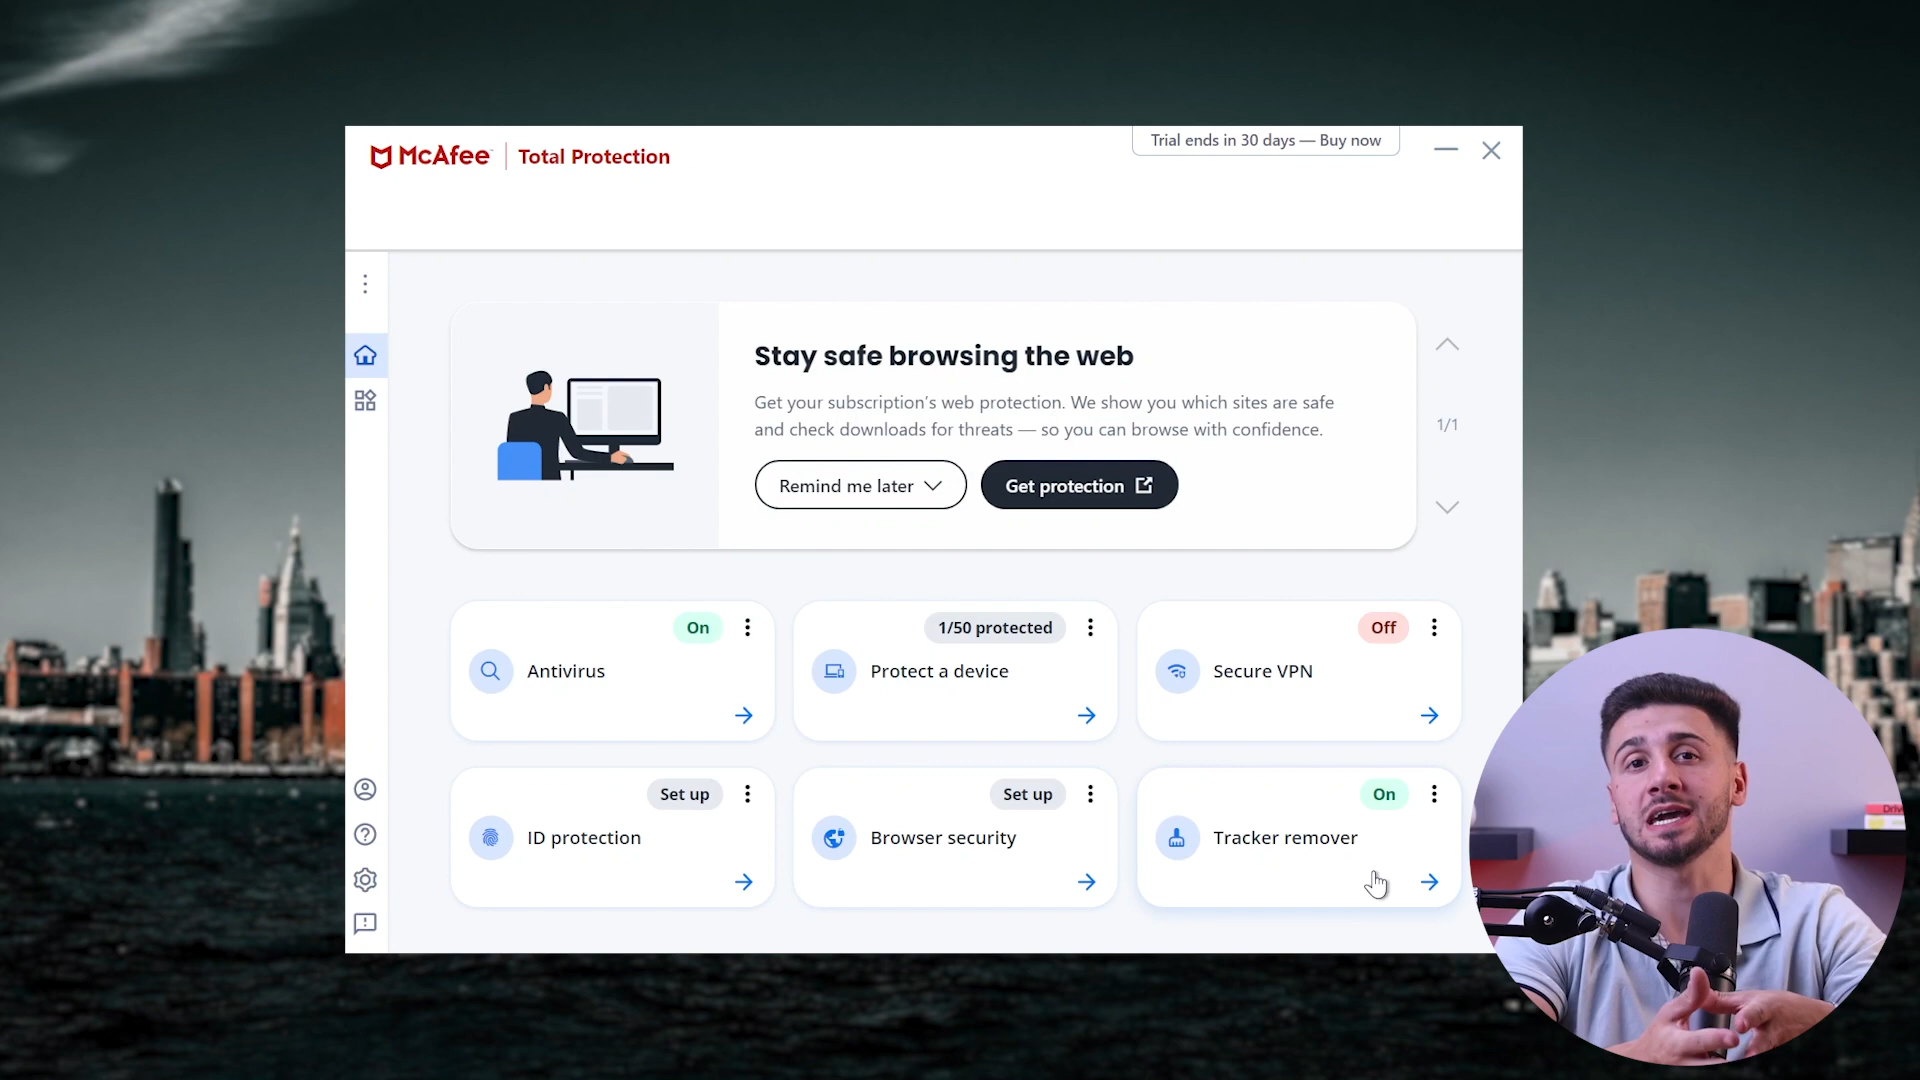 McAfee | Total Protection
Trial ends in 30 days — Buy now
Stay safe browsing the web
Get your subscription's web protection. We show you which sites are safe
and check downloads for threats — so you can browse with confidence.
1/1
Remind me later
Get protection
On
Antivirus
1/50 protected
Protect a device
Off
Secure VPN
Set up
ID protection
Set up
Browser security
On
Tracker remover